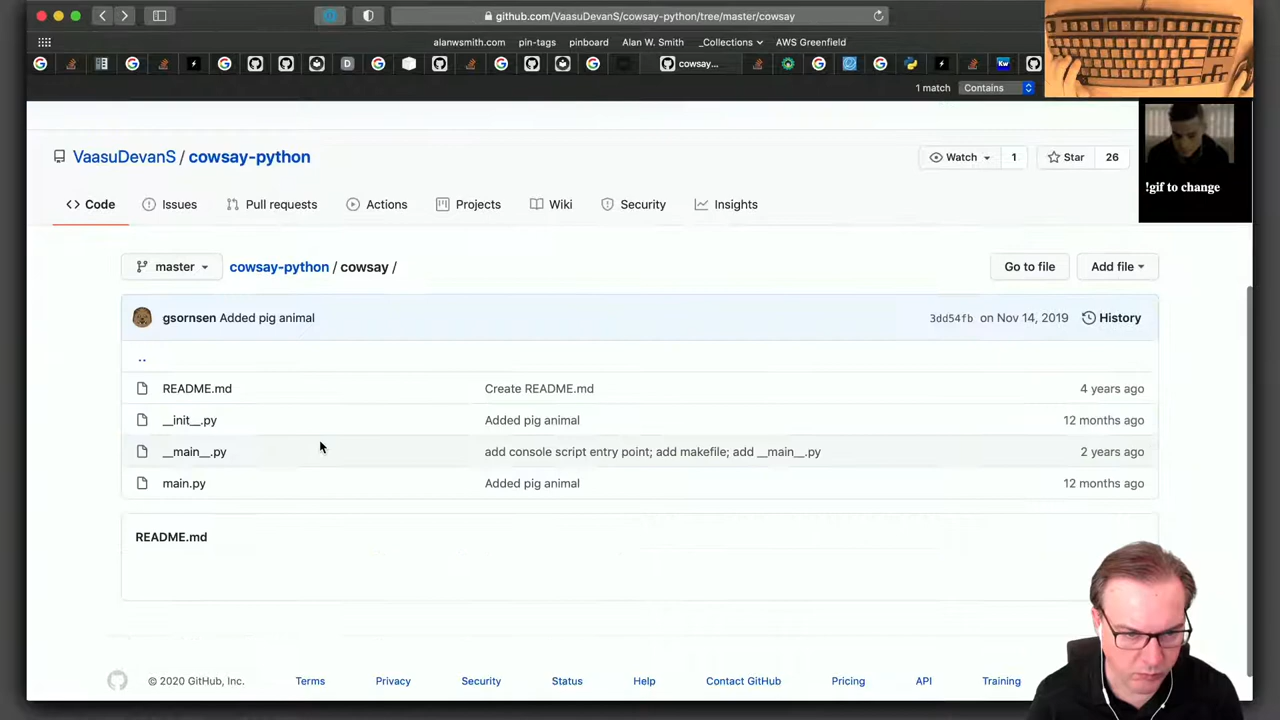 github.com/VaasuDevanS/cowsay-python/tree/master/cowsay
alanwsmith.com pin-tags pinboard Alan W. Smith _Collections AWS Greenfield
cowsay...
1 match Contains
!gif to change
VaasuDevanS / cowsay-python
Watch 1 Star 26
Code Issues Pull requests Actions Projects Wiki Security Insights
master cowsay-python / cowsay / Go to file Add file
gsornsen Added pig animal 3dd54fb on Nov 14, 2019 History
..
README.md Create README.md 4 years ago
__init__.py Added pig animal 12 months ago
__main__.py add console script entry point; add makefile; add __main__.py 2 years ago
main.py Added pig animal 12 months ago
README.md
© 2020 GitHub, Inc. Terms Privacy Security Status Help Contact GitHub Pricing API Training